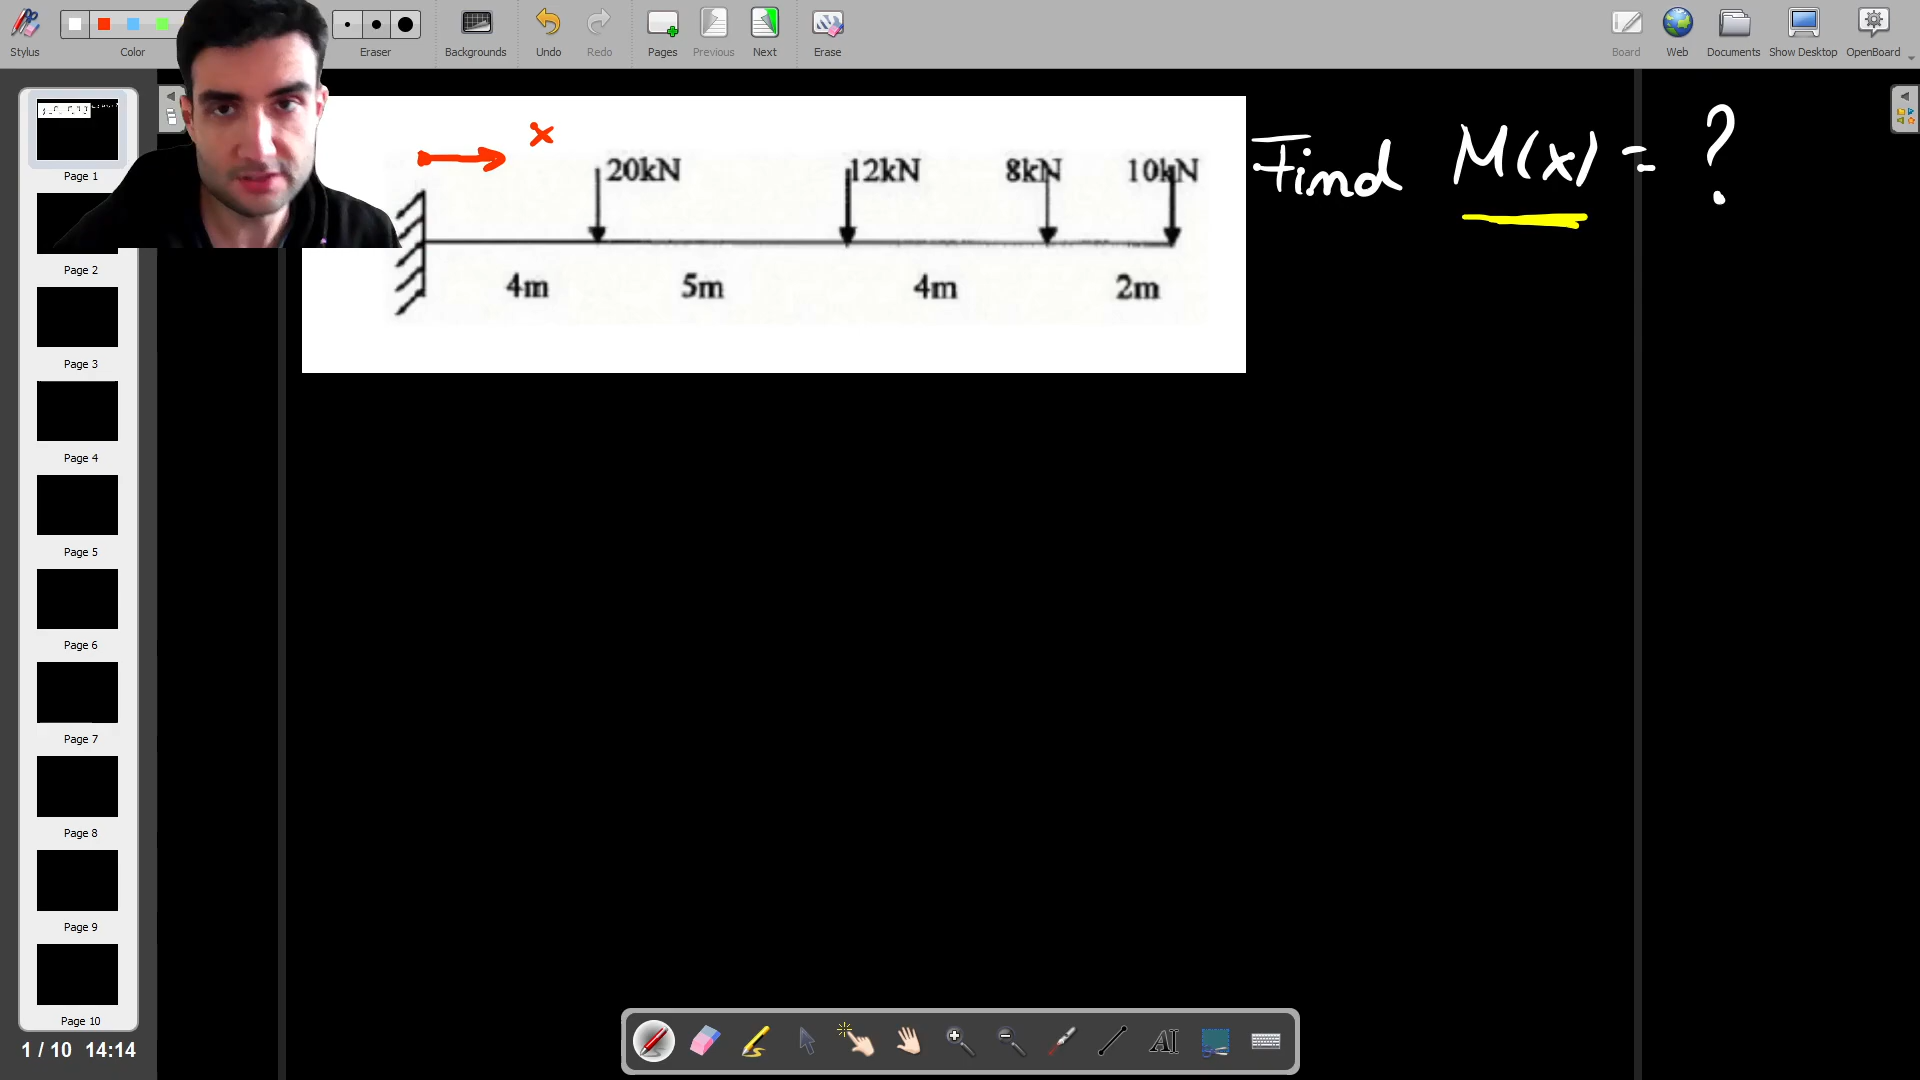 Stylus
Color
Eraser
Backgrounds
Undo
Redo
Pages
Previous
Next
Erase
Board
Web
Documents
Show Desktop
OpenBoard
x
20kN
12kN
8kN
10kN
4m
5m
4m
2m
Find M(x) = ?
Page 1
Page 2
Page 3
Page 4
Page 5
Page 6
Page 7
Page 8
Page 9
Page 10
1 / 10 14:14
AI